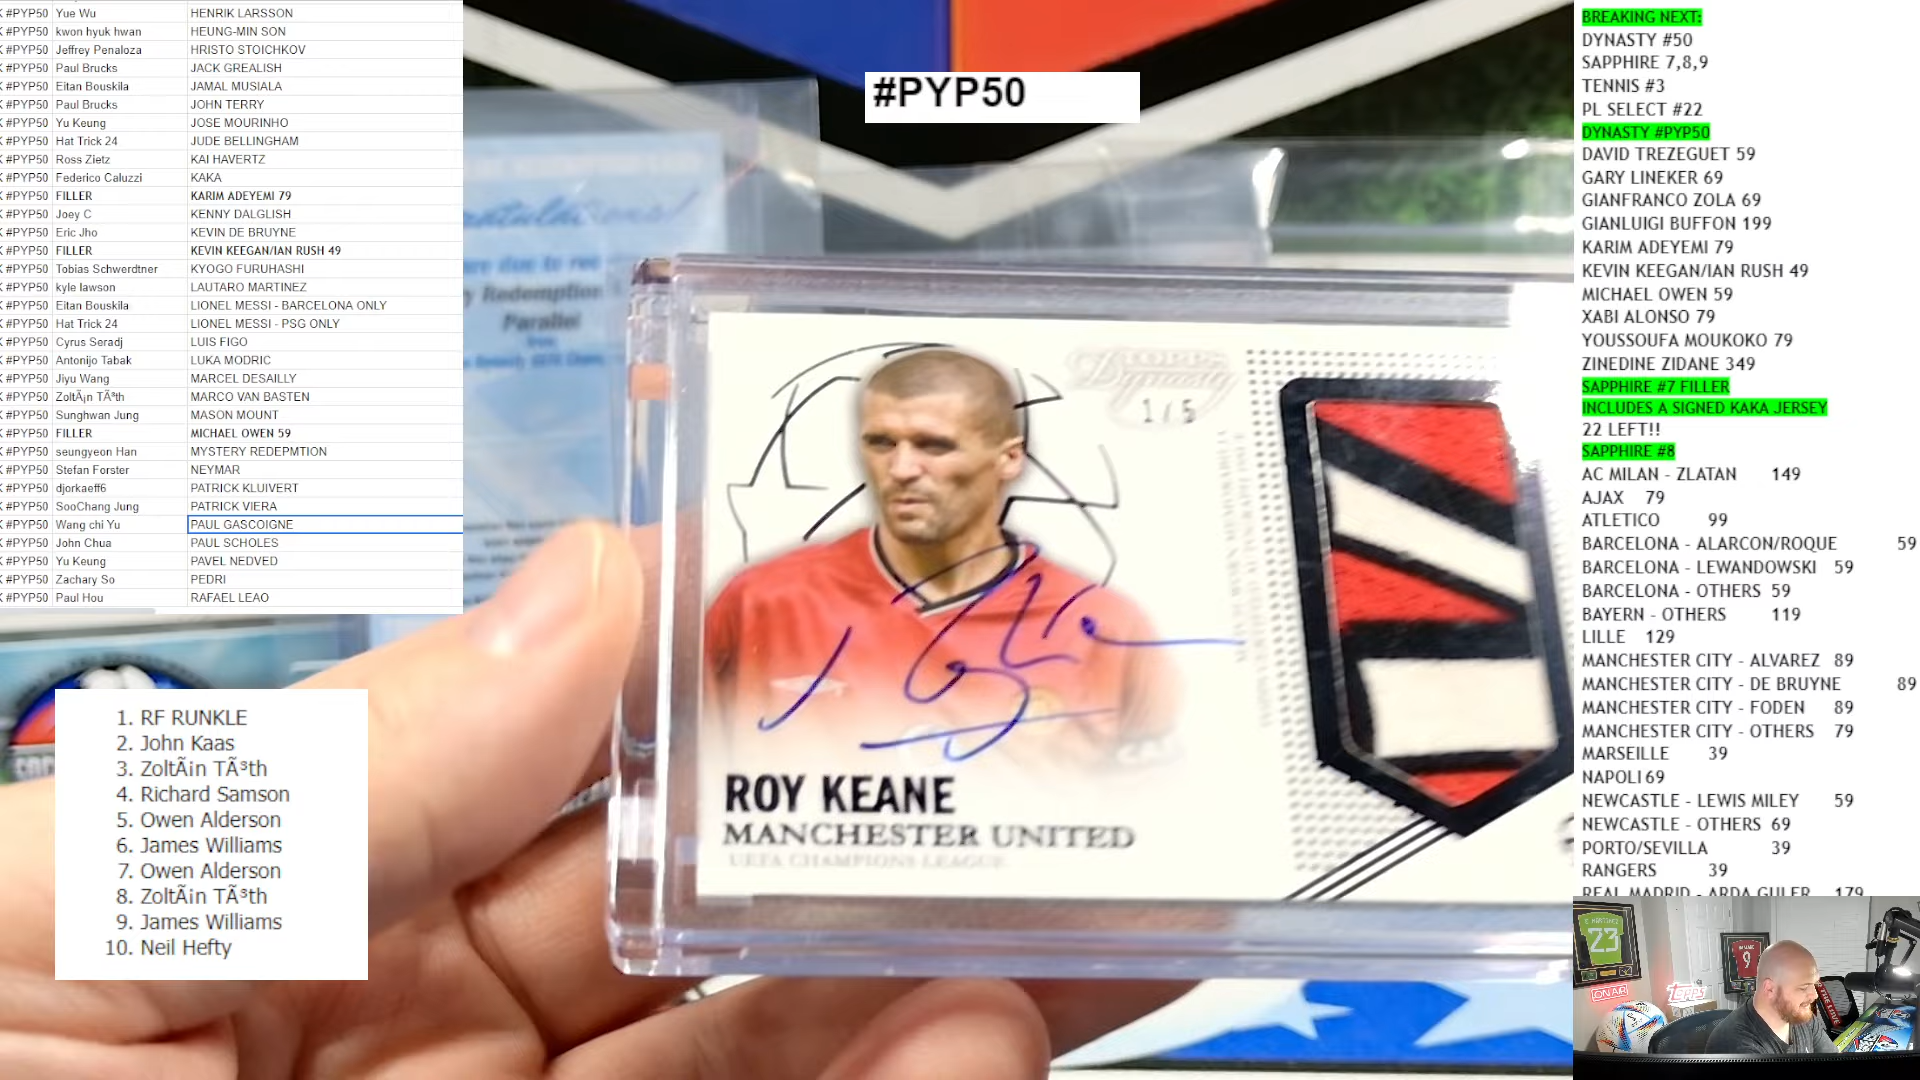 #PYP50 Yue Wu HENRIK LARSSON
#PYP50 kwon hyuk hwan HEUNG-MIN SON
#PYP50 Jeffrey Penaloza HRISTO STOICHKOV
#PYP50 Paul Brucks JACK GREALISH
#PYP50 Eitan Bouskila JAMAL MUSIALA
#PYP50 Paul Brucks JOHN TERRY
#PYP50 Yu Keung JOSE MOURINHO
#PYP50 Hat Trick 24 JUDE BELLINGHAM
#PYP50 Ross Zietz KAI HAVERTZ
#PYP50 Federico Caluzzi KAKA
#PYP50 FILLER KARIM ADEYEMI 79
#PYP50 Joey C KENNY DALGLISH
#PYP50 Eric Jho KEVIN DE BRUYNE
#PYP50 FILLER KEVIN KEEGAN/IAN RUSH 49
#PYP50 Tobias Schwerdtner KYOGO FURUHASHI
#PYP50 kyle lawson LAUTARO MARTINEZ
#PYP50 Eitan Bouskila LIONEL MESSI - BARCELONA ONLY
#PYP50 Hat Trick 24 LIONEL MESSI - PSG ONLY
#PYP50 Cyrus Seradj LUIS FIGO
#PYP50 Antonijo Tabak LUKA MODRIC
#PYP50 Jiyu Wang MARCEL DESAILLY
#PYP50 ZoltÃ¡n TÃ³th MARCO VAN BASTEN
#PYP50 Sunghwan Jung MASON MOUNT
#PYP50 FILLER MICHAEL OWEN 59
#PYP50 seungyeon Han MYSTERY REDEPMTION
#PYP50 Stefan Forster NEYMAR
#PYP50 djorkaeff6 PATRICK KLUIVERT
#PYP50 SooChang Jung PATRICK VIERA
#PYP50 Wang chi Yu PAUL GASCOIGNE
#PYP50 John Chua PAUL SCHOLES
#PYP50 Yu Keung PAVEL NEDVED
#PYP50 Zachary So PEDRI
#PYP50 Paul Hou RAFAEL LEAO
#PYP50
Redemption
Parallel
TOPPS
Dynasty
1/5
ROY KEANE
MANCHESTER UNITED
UEFA CHAMPIONS LEAGUE
1. RF RUNKLE
2. John Kaas
3. ZoltÃ¡n TÃ³th
4. Richard Samson
5. Owen Alderson
6. James Williams
7. Owen Alderson
8. ZoltÃ¡n TÃ³th
9. James Williams
10. Neil Hefty
BREAKING NEXT:
DYNASTY #50
SAPPHIRE 7,8,9
TENNIS #3
PL SELECT #22
DYNASTY #PYP50
DAVID TREZEGUET 59
GARY LINEKER 69
GIANFRANCO ZOLA 69
GIANLUIGI BUFFON 199
KARIM ADEYEMI 79
KEVIN KEEGAN/IAN RUSH 49
MICHAEL OWEN 59
XABI ALONSO 79
YOUSSOUFA MOUKOKO 79
ZINEDINE ZIDANE 349
SAPPHIRE #7 FILLER
INCLUDES A SIGNED KAKA JERSEY
22 LEFT!!
SAPPHIRE #8
AC MILAN - ZLATAN 149
AJAX 79
ATLETICO 99
BARCELONA - ALARCON/ROQUE 59
BARCELONA - LEWANDOWSKI 59
BARCELONA - OTHERS 59
BAYERN - OTHERS 119
LILLE 129
MANCHESTER CITY - ALVAREZ 89
MANCHESTER CITY - DE BRUYNE 89
MANCHESTER CITY - FODEN 89
MANCHESTER CITY - OTHERS 79
MARSEILLE 39
NAPOLI 69
NEWCASTLE - LEWIS MILEY 59
NEWCASTLE - OTHERS 69
PORTO/SEVILLA 39
RANGERS 39
REAL MADRID - ARDA GULER 179
23
9
ON AIR
TOPPS